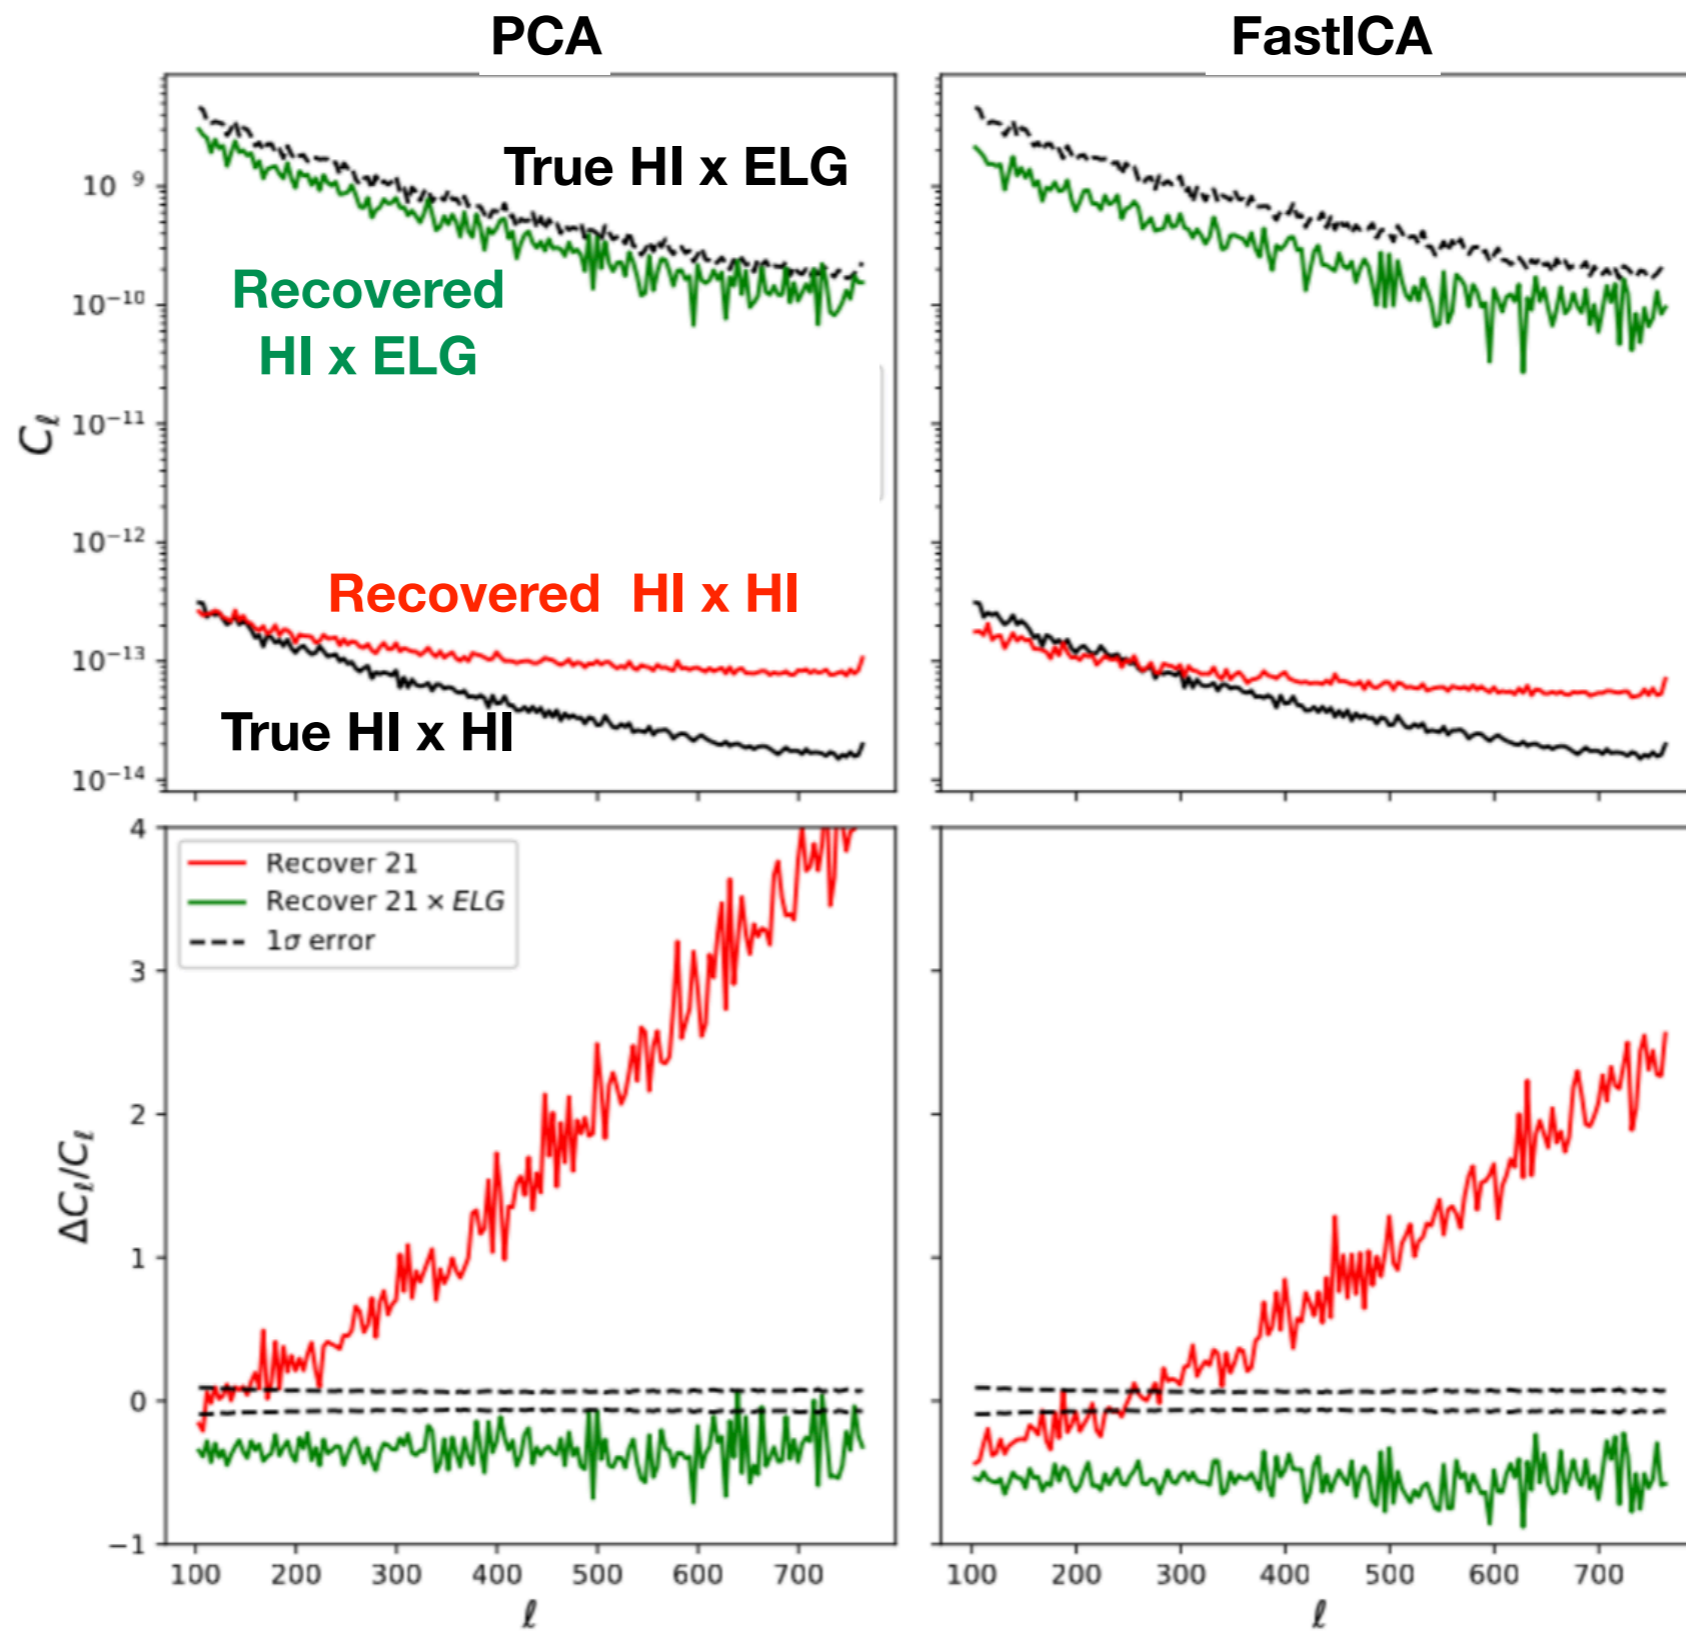 PCA
FastICA
True HI x ELG
Recovered
HI x ELG
Recovered HI x HI
True HI x HI
10 9
10⁻¹⁰
10⁻¹¹
10⁻¹²
10⁻¹³
10⁻¹⁴
Cℓ
Recover 21
Recover 21 × ELG
1σ error
4
3
2
1
0
−1
ΔCℓ/Cℓ
100 200 300 400 500 600 700
100 200 300 400 500 600 700
ℓ
ℓ